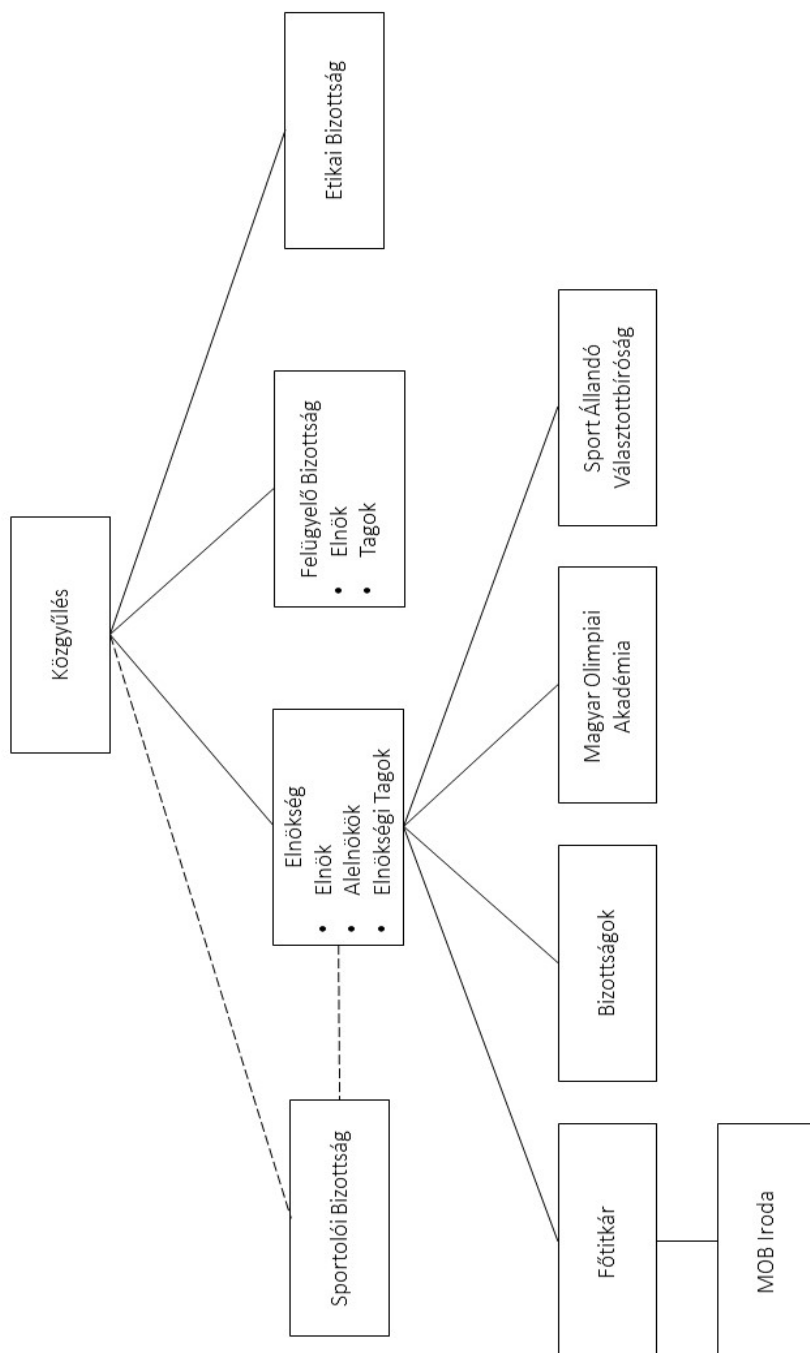 Közgyűlés
Sportolói Bizottság
Elnökség
• Elnök
• Alelnökök
• Elnökségi Tagok
Felügyelő Bizottság
• Elnök
• Tagok
Etikai Bizottság
Főtitkár
Bizottságok
Magyar Olimpiai
Akadémia
Sport Állandó
Választottbíróság
MOB Iroda